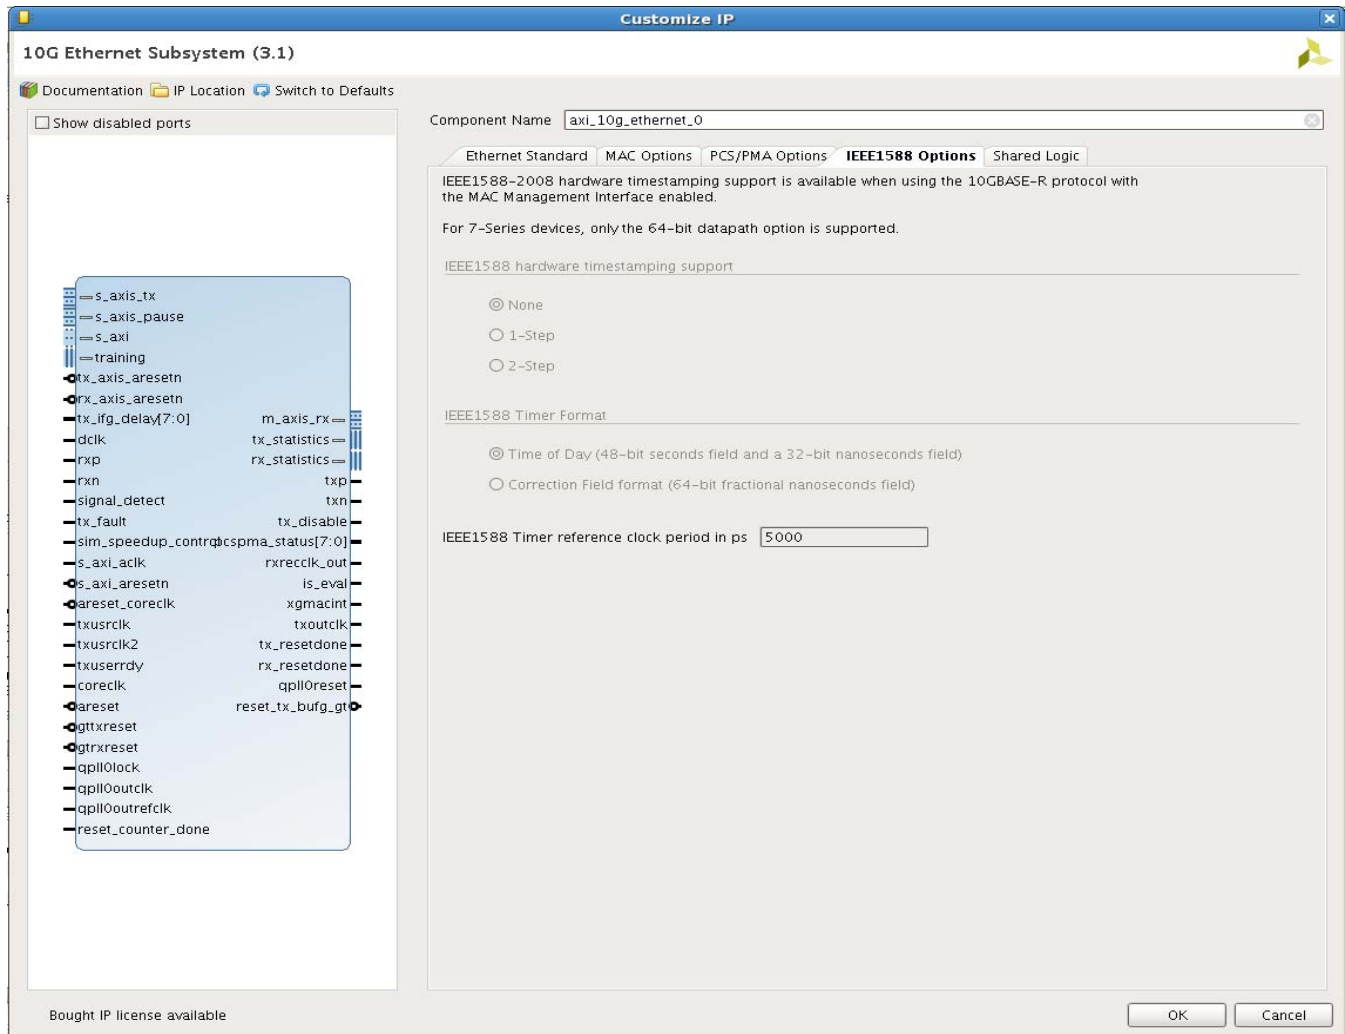 Customize IP
10G Ethernet Subsystem (3.1)
Documentation IP Location Switch to Defaults
Show disabled ports
s_axis_tx
s_axis_pause
s_axi
training
tx_axis_aresetn
rx_axis_aresetn
tx_ifg_delay[7:0] m_axis_rx
dclk tx_statistics
rxp rx_statistics
rxn txp
signal_detect txn
tx_fault tx_disable
sim_speedup_control pcspma_status[7:0]
s_axi_aclk rxrecclk_out
s_axi_aresetn is_eval
areset_coreclk xgmacint
txusrclk txoutclk
txusrclk2 tx_resetdone
txuserrdy rx_resetdone
coreclk qpll0reset
areset reset_tx_bufg_gt
gttxreset
gtrxreset
qpll0lock
qpll0outclk
qpll0outrefclk
reset_counter_done
Component Name axi_10g_ethernet_0
Ethernet Standard MAC Options PCS/PMA Options IEEE1588 Options Shared Logic
IEEE1588-2008 hardware timestamping support is available when using the 10GBASE-R protocol with
the MAC Management Interface enabled.
For 7-Series devices, only the 64-bit datapath option is supported.
IEEE1588 hardware timestamping support
None
1-Step
2-Step
IEEE1588 Timer Format
Time of Day (48-bit seconds field and a 32-bit nanoseconds field)
Correction Field format (64-bit fractional nanoseconds field)
IEEE1588 Timer reference clock period in ps 5000
Bought IP license available
OK Cancel